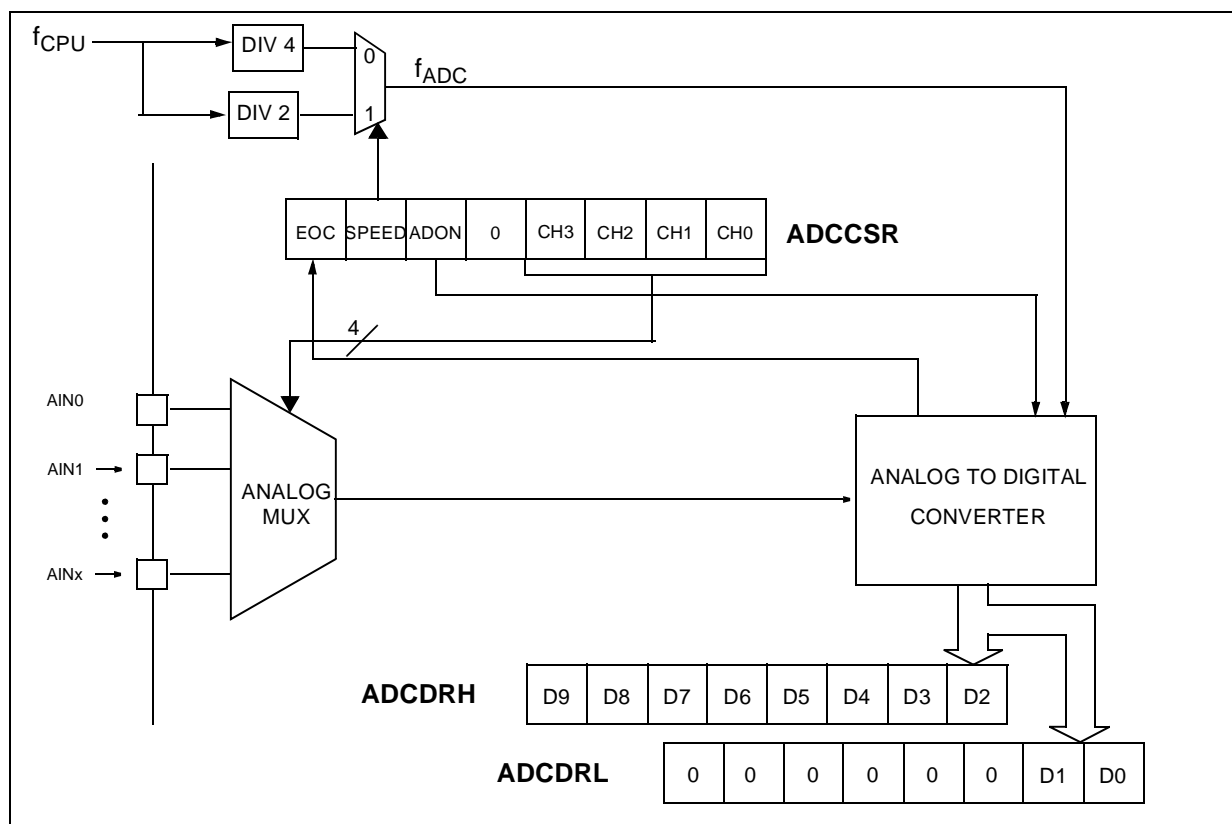 fCPU
DIV 4
0
fADC
DIV 2
1
EOC SPEED ADON 0 CH3 CH2 CH1 CH0
ADCCSR
4
AIN0
AIN1
ANALOG
MUX
ANALOG TO DIGITAL
CONVERTER
AINx
ADCDRH
D9 D8 D7 D6 D5 D4 D3 D2
ADCDRL
0 0 0 0 0 0 D1 D0